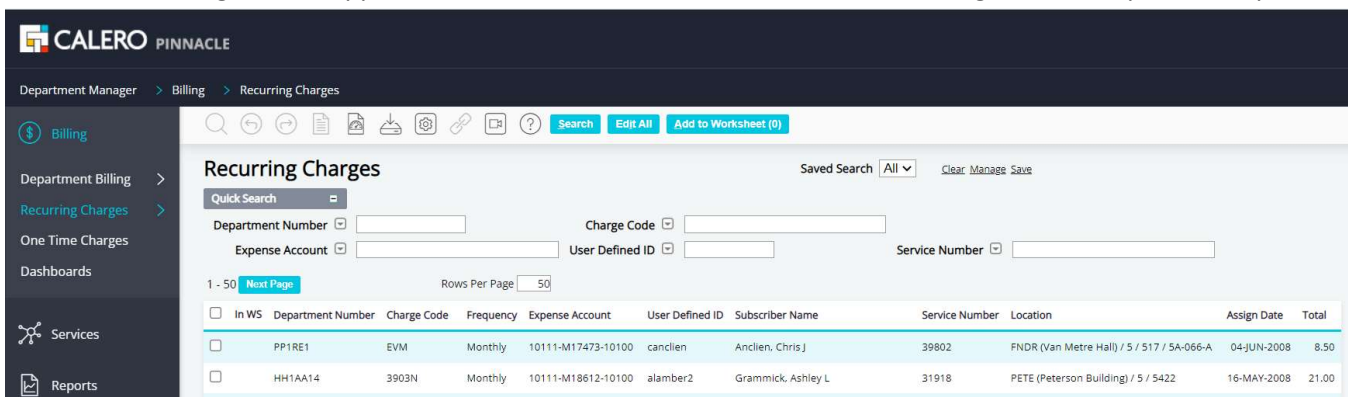 CALERO PINNACLE
Department Manager > Billing > Recurring Charges
Billing
Search Edit All Add to Worksheet (0)
Department Billing >
Recurring Charges >
One Time Charges
Dashboards
Services
Reports
Recurring Charges
Saved Search All Clear Manage Save
Quick Search
Department Number Charge Code
Expense Account User Defined ID Service Number
1 - 50 Next Page Rows Per Page 50
In WS Department Number Charge Code Frequency Expense Account User Defined ID Subscriber Name Service Number Location Assign Date Total
PP1RE1 EVM Monthly 10111-M17473-10100 canclien Anclien, Chris J 39802 FNDR (Van Metre Hall) / 5 / 517 / 5A-066-A 04-JUN-2008 8.50
HH1AA14 3903N Monthly 10111-M18612-10100 alamber2 Grammick, Ashley L 31918 PETE (Peterson Building) / 5 / 5422 16-MAY-2008 21.00